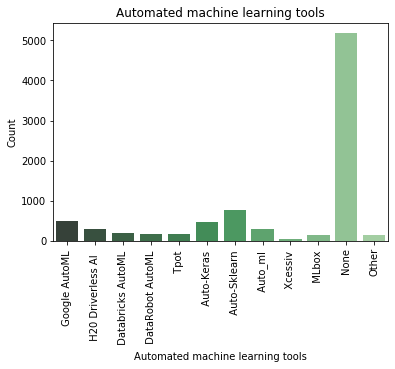 Automated machine learning tools
5000
4000
3000
2000
1000
0
Count
Google AutoML
H20 Driverless AI
Databricks AutoML
DataRobot AutoML
Tpot
Auto-Keras
Auto-Sklearn
Auto_ml
Xcessiv
MLbox
None
Other
Automated machine learning tools